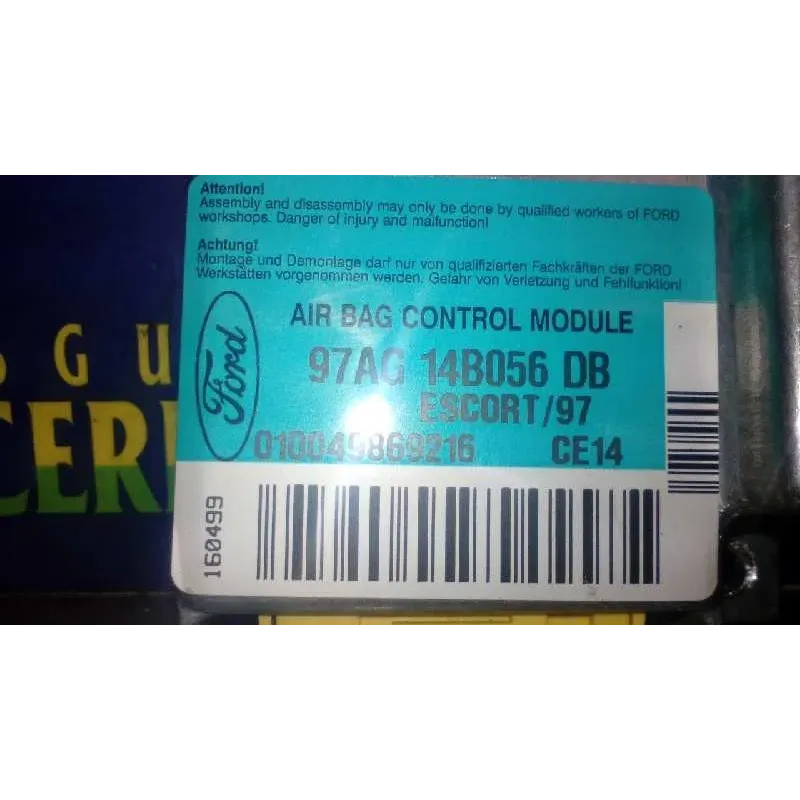 Attention!
Assembly and disassembly may only be done by qualified workers of FORD
workshops. Danger of injury and malfunction!
Achtung!
Montage und Demontage darf nur von qualifizierten Fachkräften der FORD
Werkstätten vorgenommen werden. Gefahr von Verletzung und Fehlfunktion!
AIR BAG CONTROL MODULE
Ford
97AG 14B056 DB
ESCORT/97
010049869216 CE14
160499